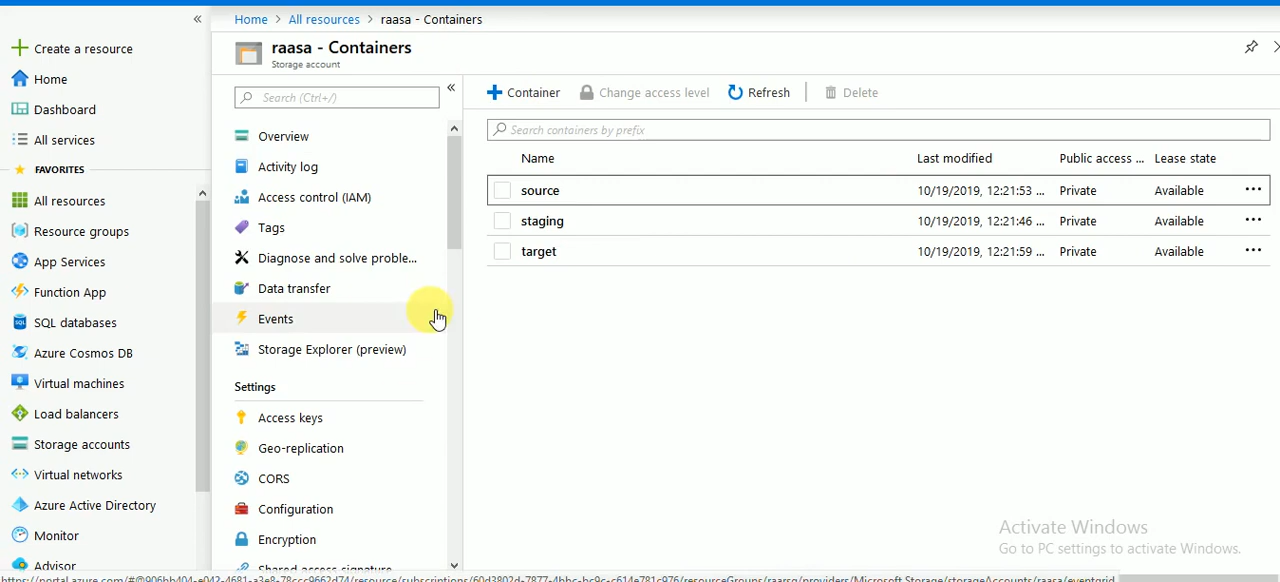 Home > All resources > raasa - Containers
raasa - Containers
Storage account
Create a resource
Home
Dashboard
All services
FAVORITES
All resources
Resource groups
App Services
Function App
SQL databases
Azure Cosmos DB
Virtual machines
Load balancers
Storage accounts
Virtual networks
Azure Active Directory
Monitor
Advisor
Search (Ctrl+/)
Overview
Activity log
Access control (IAM)
Tags
Diagnose and solve proble...
Data transfer
Events
Storage Explorer (preview)
Settings
Access keys
Geo-replication
CORS
Configuration
Encryption
Shared access signature
Container Change access level Refresh Delete
Search containers by prefix
Name Last modified Public access ... Lease state
source 10/19/2019, 12:21:53 ... Private Available ...
staging 10/19/2019, 12:21:46 ... Private Available ...
target 10/19/2019, 12:21:59 ... Private Available ...
Activate Windows
Go to PC settings to activate Windows.